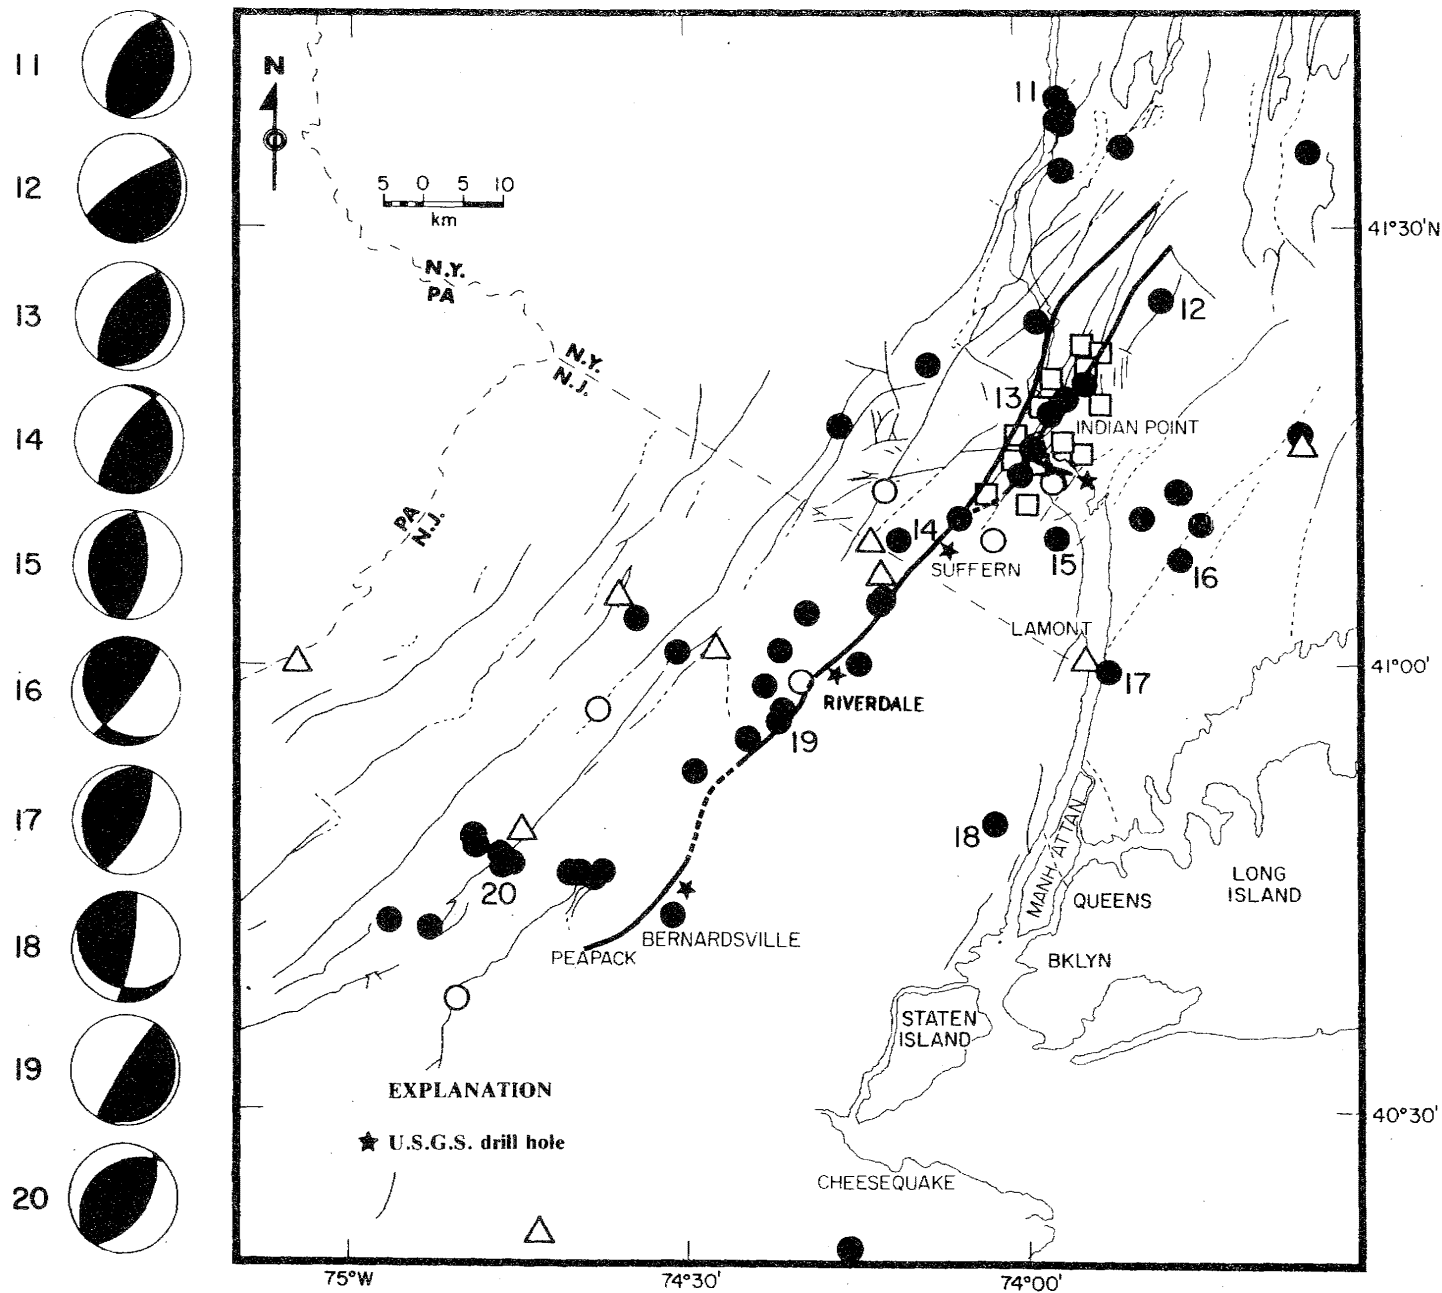 11
12
13
14
15
16
17
18
19
20
N
5 0 5 10
km
N.Y.
PA
N.Y.
N.J.
PA
N.J.
11
12
13
INDIAN POINT
14
SUFFERN
15
16
LAMONT
17
RIVERDALE
19
18
MANHATTAN
20
QUEENS
LONG
ISLAND
BERNARDSVILLE
PEAPACK
BKLYN
STATEN
ISLAND
EXPLANATION
U.S.G.S. drill hole
CHEESEQUAKE
41°30'N
41°00'
40°30'
75°W
74°30'
74°00'